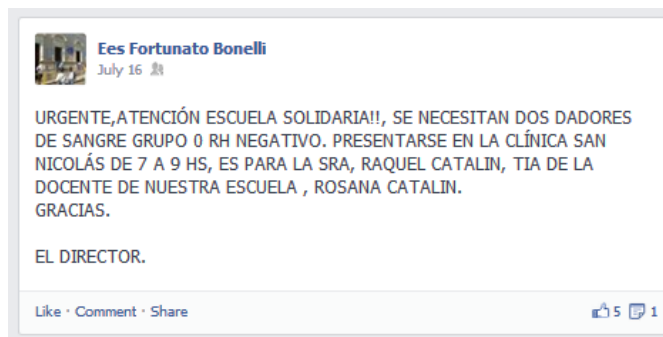 Ees Fortunato Bonelli
July 16
URGENTE,ATENCIÓN ESCUELA SOLIDARIA!!, SE NECESITAN DOS DADORES
DE SANGRE GRUPO 0 RH NEGATIVO. PRESENTARSE EN LA CLÍNICA SAN
NICOLÁS DE 7 A 9 HS, ES PARA LA SRA, RAQUEL CATALIN, TIA DE LA
DOCENTE DE NUESTRA ESCUELA , ROSANA CATALIN.
GRACIAS.
EL DIRECTOR.
Like · Comment · Share 5 1